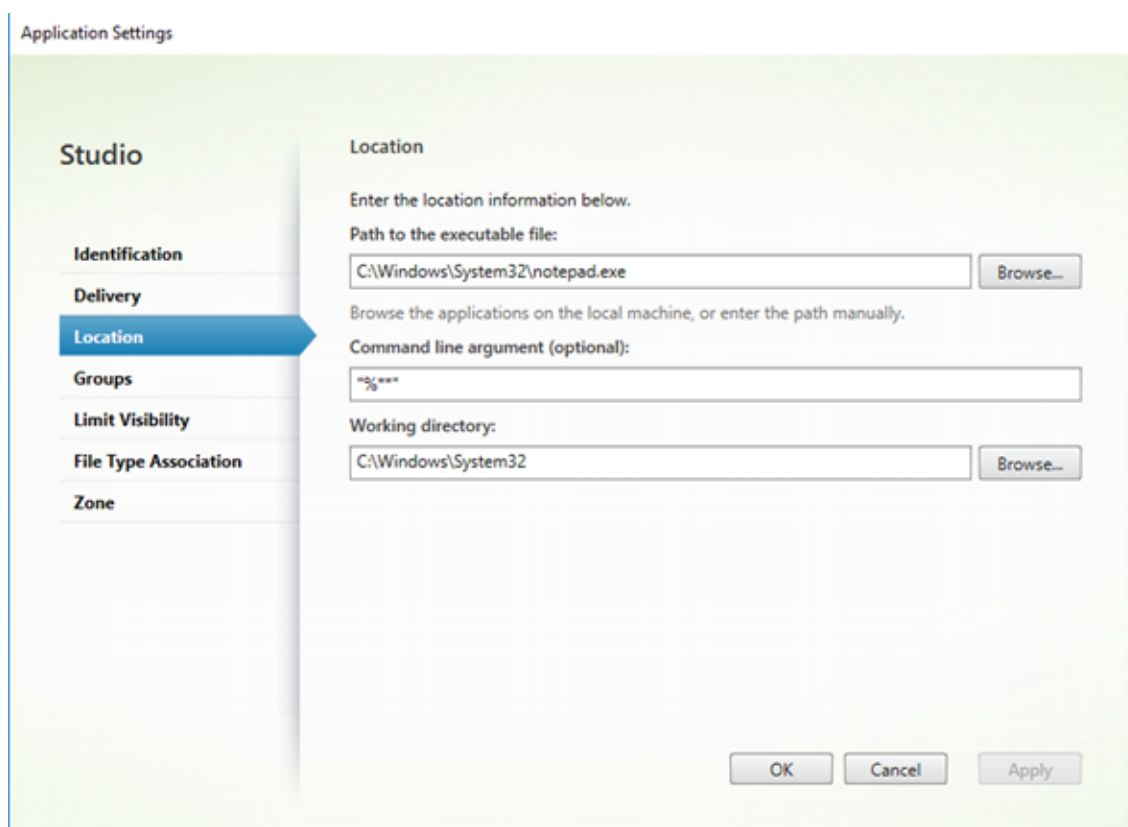 Application Settings
Studio
Identification
Delivery
Location
Groups
Limit Visibility
File Type Association
Zone
Location
Enter the location information below.
Path to the executable file:
C:\Windows\System32\notepad.exe
Browse...
Browse the applications on the local machine, or enter the path manually.
Command line argument (optional):
"%**"
Working directory:
C:\Windows\System32
Browse...
OK
Cancel
Apply